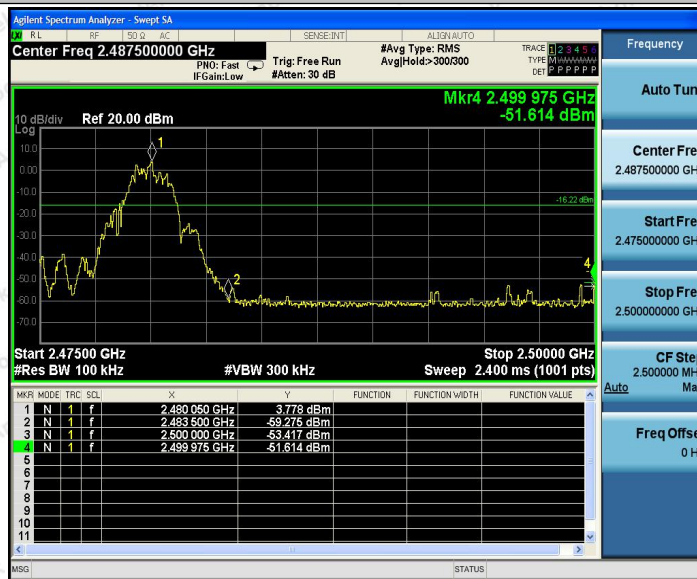 Agilent Spectrum Analyzer - Swept SA
RL RF 50 Ω AC SENSE:INT ALIGN AUTO
Center Freq 2.487500000 GHz
PNO: Fast
IFGain:Low
Trig: Free Run
#Atten: 30 dB
#Avg Type: RMS
Avg|Hold:>300/300
TRACE 1 2 3 4 5 6
TYPE M
DET P P P P P P
Mkr4 2.499 975 GHz
-51.614 dBm
10 dB/div Ref 20.00 dBm
Log
10.0
0.00
-10.0
-20.0
-30.0
-40.0
-50.0
-60.0
-70.0
1
-16.22 dBm
2
4
Start 2.47500 GHz
Stop 2.50000 GHz
#Res BW 100 kHz #VBW 300 kHz Sweep 2.400 ms (1001 pts)
MKR MODE TRC SCL X Y FUNCTION FUNCTION WIDTH FUNCTION VALUE
1 N 1 f 2.480 050 GHz 3.778 dBm
2 N 1 f 2.483 500 GHz -59.275 dBm
3 N 1 f 2.500 000 GHz -53.417 dBm
4 N 1 f 2.499 975 GHz -51.614 dBm
5
6
7
8
9
10
11
MSG STATUS
Frequency
Auto Tun
Center Fre
2.487500000 GH
Start Fre
2.475000000 GH
Stop Fre
2.500000000 GH
CF Ste
2.500000 MH
Auto Ma
Freq Offse
0 H